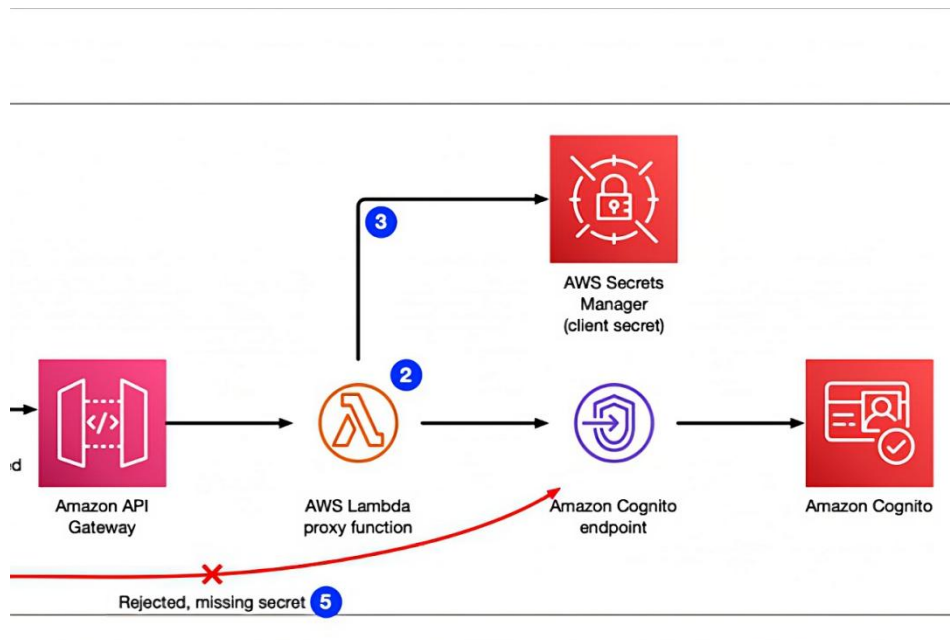 3
AWS Secrets
Manager
(client secret)
2
</>
ed
Amazon API
Gateway
AWS Lambda
proxy function
Amazon Cognito
endpoint
Amazon Cognito
Rejected, missing secret 5